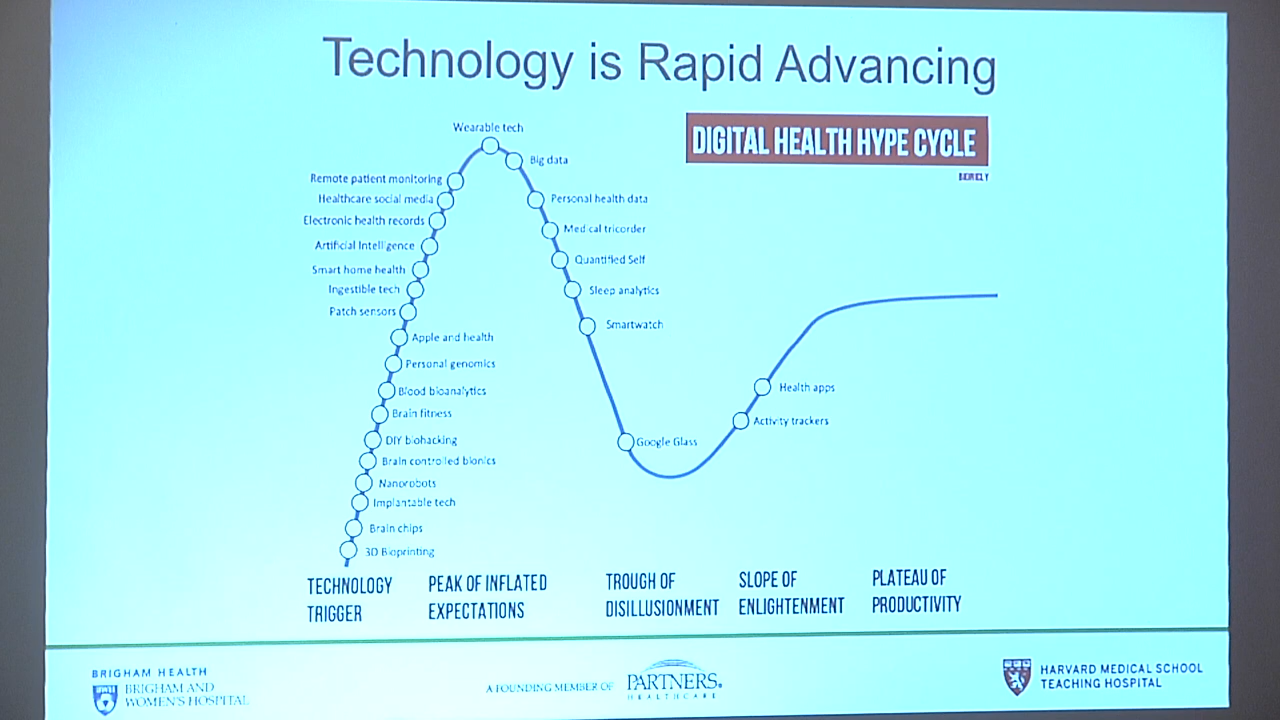 Technology is Rapid Advancing
DIGITAL HEALTH HYPE CYCLE
Wearable tech
Big data
Remote patient monitoring
Healthcare social media
Personal health data
Electronic health records
Medical tricorder
Artificial Intelligence
Quantified Self
Smart home health
Ingestible tech
Sleep analytics
Patch sensors
Smartwatch
Apple and health
Personal genomics
Health apps
Blood bioanalytics
Brain fitness
Activity trackers
DIY biohacking
Google Glass
Brain controlled bionics
Nanorobots
Implantable tech
Brain chips
3D Bioprinting
TECHNOLOGY
TRIGGER
PEAK OF INFLATED
EXPECTATIONS
TROUGH OF
DISILLUSIONMENT
SLOPE OF
ENLIGHTENMENT
PLATEAU OF
PRODUCTIVITY
BRIGHAM HEALTH
BRIGHAM AND
WOMEN'S HOSPITAL
A FOUNDING MEMBER OF
PARTNERS.
HEALTHCARE
HARVARD MEDICAL SCHOOL
TEACHING HOSPITAL